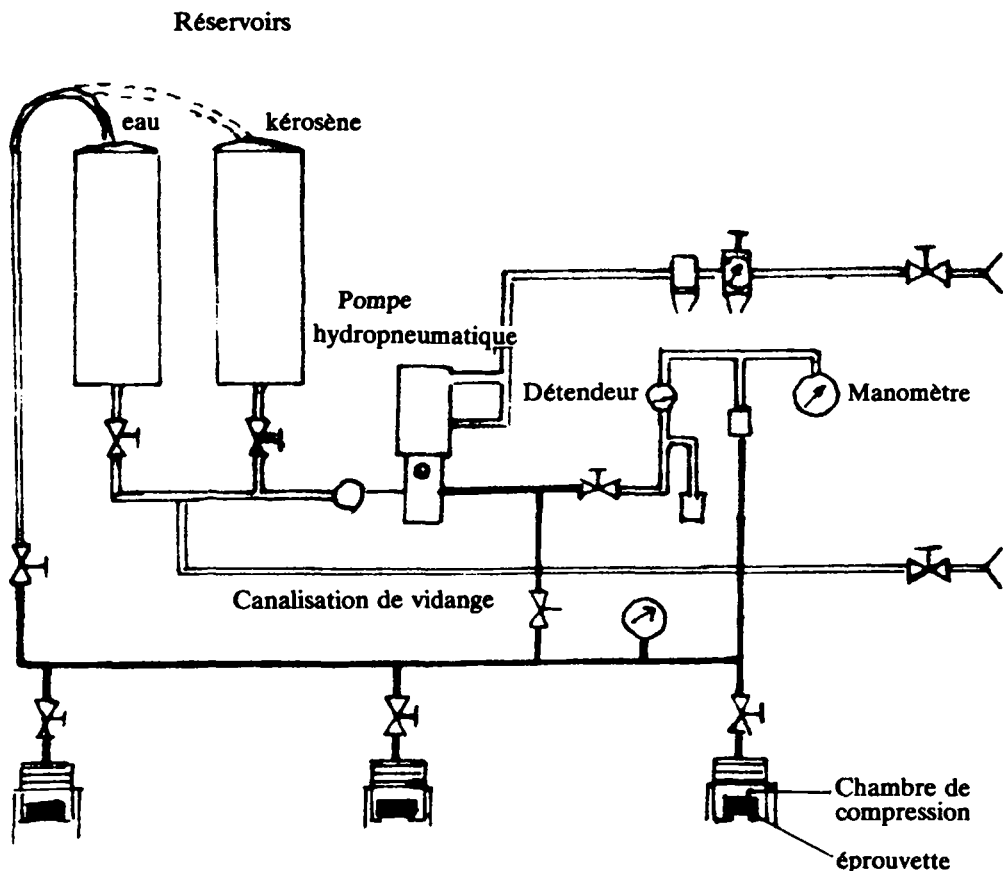 Réservoirs
eau
kérosène
Pompe
hydropneumatique
Détendeur
Manomètre
Canalisation de vidange
Chambre de
compression
éprouvette